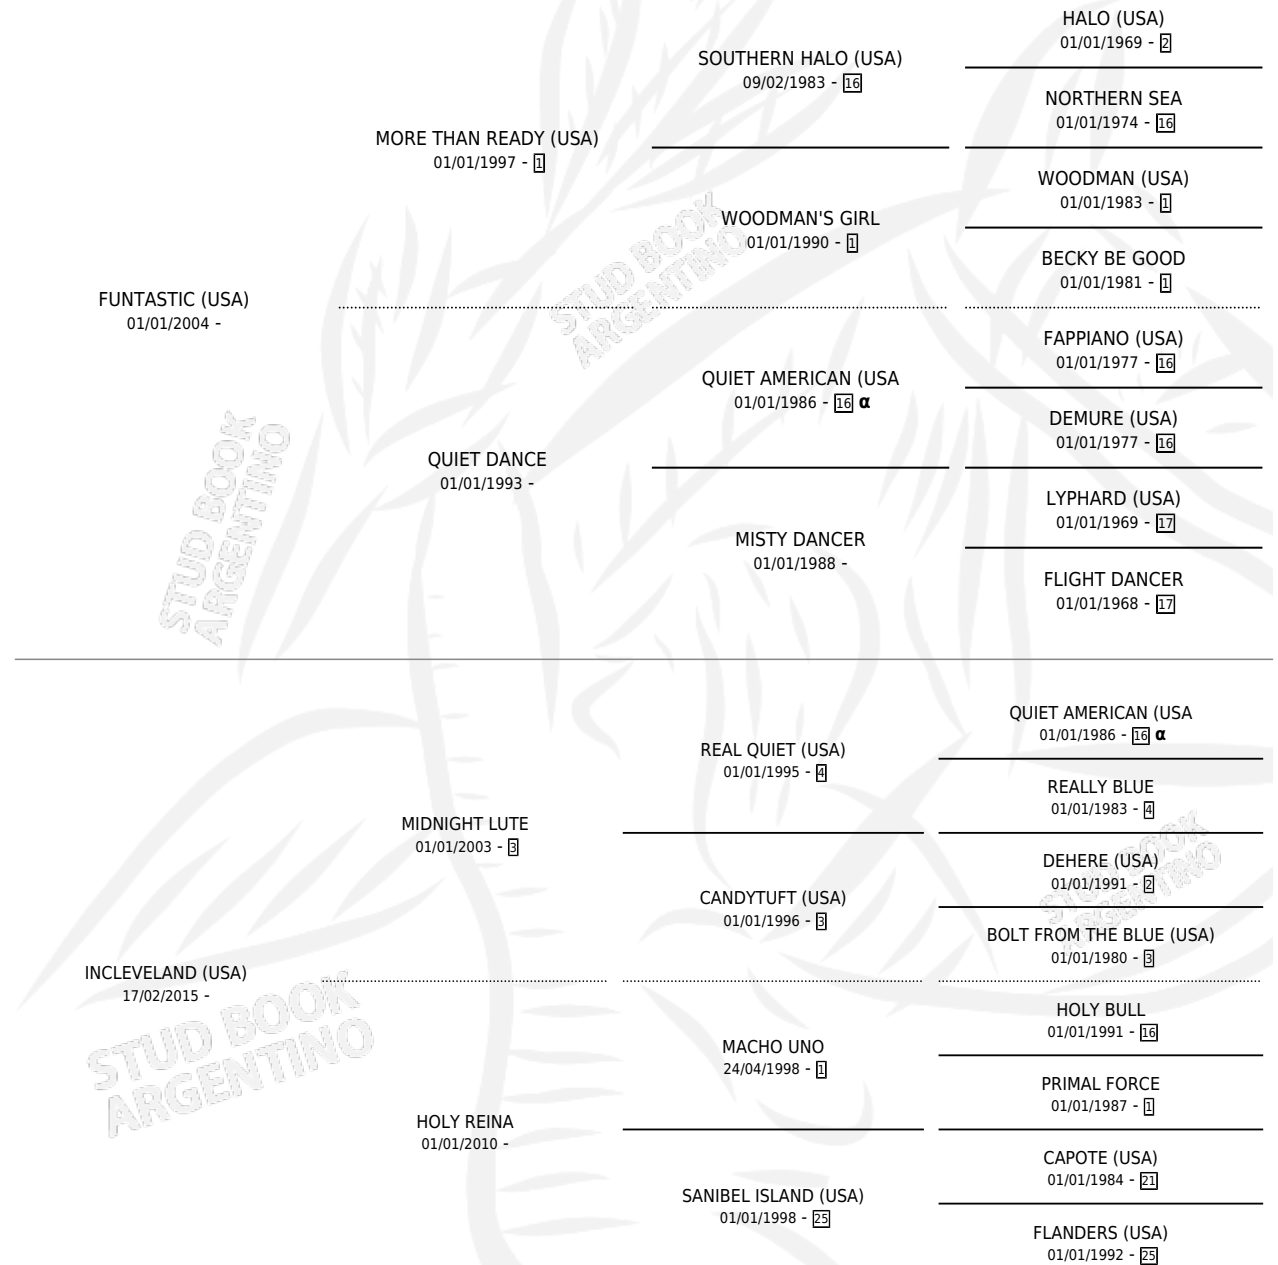 HALO (USA)
01/01/1969 - 2
SOUTHERN HALO (USA)
09/02/1983 - 16
NORTHERN SEA
01/01/1974 - 16
MORE THAN READY (USA)
01/01/1997 - 1
WOODMAN (USA)
01/01/1983 - 1
WOODMAN'S GIRL
01/01/1990 - 1
BECKY BE GOOD
01/01/1981 - 1
FUNTASTIC (USA)
01/01/2004 -
FAPPIANO (USA)
01/01/1977 - 16
QUIET AMERICAN (USA
01/01/1986 - 16 α
DEMURE (USA)
01/01/1977 - 16
QUIET DANCE
01/01/1993 -
LYPHARD (USA)
01/01/1969 - 17
MISTY DANCER
01/01/1988 -
FLIGHT DANCER
01/01/1968 - 17
QUIET AMERICAN (USA
01/01/1986 - 16 α
REAL QUIET (USA)
01/01/1995 - 4
REALLY BLUE
01/01/1983 - 4
MIDNIGHT LUTE
01/01/2003 - 3
DEHERE (USA)
01/01/1991 - 2
CANDYTUFT (USA)
01/01/1996 - 3
BOLT FROM THE BLUE (USA)
01/01/1980 - 3
INCLEVELAND (USA)
17/02/2015 -
HOLY BULL
01/01/1991 - 16
MACHO UNO
24/04/1998 - 1
PRIMAL FORCE
01/01/1987 - 1
HOLY REINA
01/01/2010 -
CAPOTE (USA)
01/01/1984 - 21
SANIBEL ISLAND (USA)
01/01/1998 - 25
FLANDERS (USA)
01/01/1992 - 25
STUD BOOK
ARGENTINO
STUD BOOK
ARGENTINO
STUD BOOK
ARGENTINO
STUD BOOK
ARGENTINO